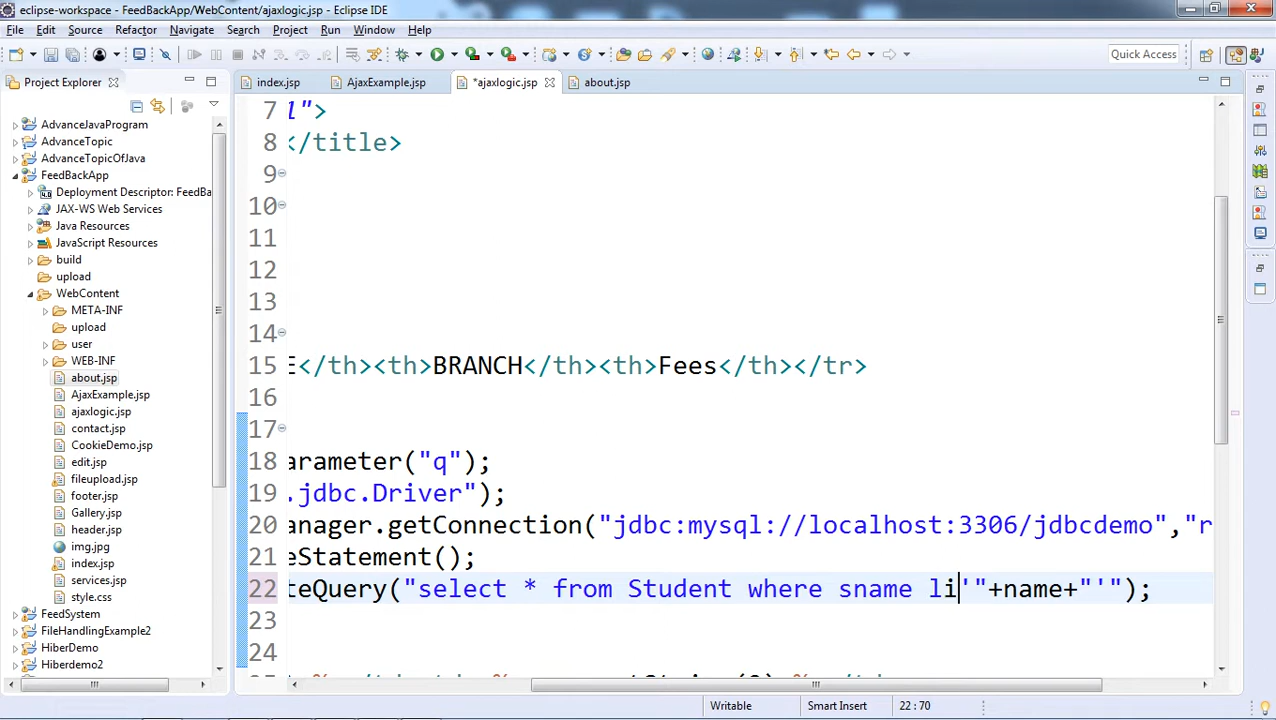 eclipse-workspace - FeedBackApp/WebContent/ajaxlogic.jsp - Eclipse IDE
File Edit Source Refactor Navigate Search Project Run Window Help
Quick Access
Project Explorer
index.jsp AjaxExample.jsp *ajaxlogic.jsp about.jsp
AdvanceJavaProgram
AdvanceTopic
AdvanceTopicOfJava
FeedBackApp
Deployment Descriptor: FeedBa
JAX-WS Web Services
Java Resources
JavaScript Resources
build
upload
WebContent
META-INF
upload
user
WEB-INF
about.jsp
AjaxExample.jsp
ajaxlogic.jsp
contact.jsp
CookieDemo.jsp
edit.jsp
fileupload.jsp
footer.jsp
Gallery.jsp
header.jsp
img.jpg
index.jsp
services.jsp
style.css
FeedSystem
FileHandlingExample2
HiberDemo
Hiberdemo2
7 l">
8 </title>
9
10
11
12
13
14
15 E</th><th>BRANCH</th><th>Fees</th></tr>
16
17
18 arameter("q");
19 .jdbc.Driver");
20 anager.getConnection("jdbc:mysql://localhost:3306/jdbcdemo","r
21 eStatement();
22 teQuery("select * from Student where sname li'"+name+"'");
23
24
Writable Smart Insert 22 : 70